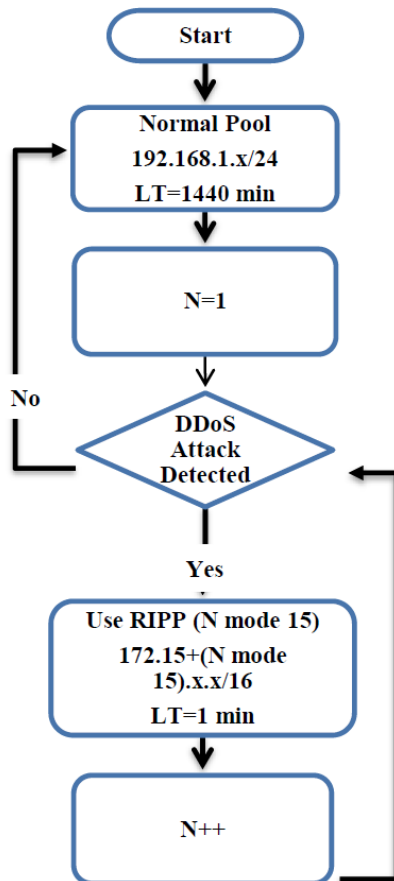 Start
Normal Pool
192.168.1.x/24
LT=1440 min
N=1
No
DDoS
Attack
Detected
Yes
Use RIPP (N mode 15)
172.15+(N mode
15).x.x/16
LT=1 min
N++